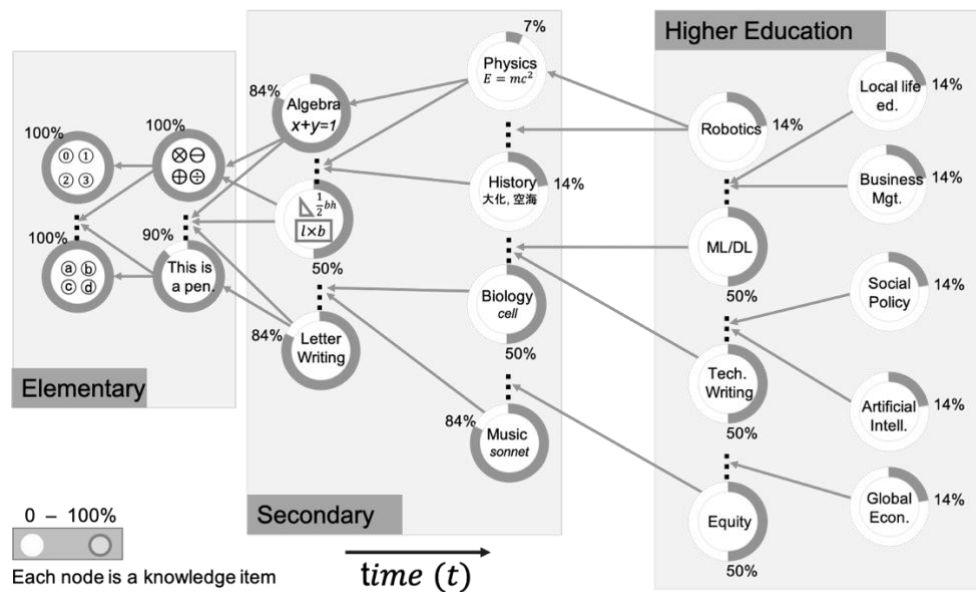 Higher Education
7%
Physics
E = mc²
14%
Local life
ed.
84%
Algebra
x+y=1
100%
100%
⓪ ①
② ③
⊗⊖
⊕⊕
Robotics
14%
History
大化, 空海
14%
Business
Mgt.
14%
½bh
l×b
50%
100%
ⓐ ⓑ
ⓒ ⓓ
90%
This is
a pen.
ML/DL
50%
Biology
cell
50%
Social
Policy
14%
84%
Letter
Writing
Elementary
Tech.
Writing
50%
84%
Music
sonnet
Artificial
Intell.
14%
Secondary
Equity
50%
Global
Econ.
14%
0 – 100%
Each node is a knowledge item
time (t)